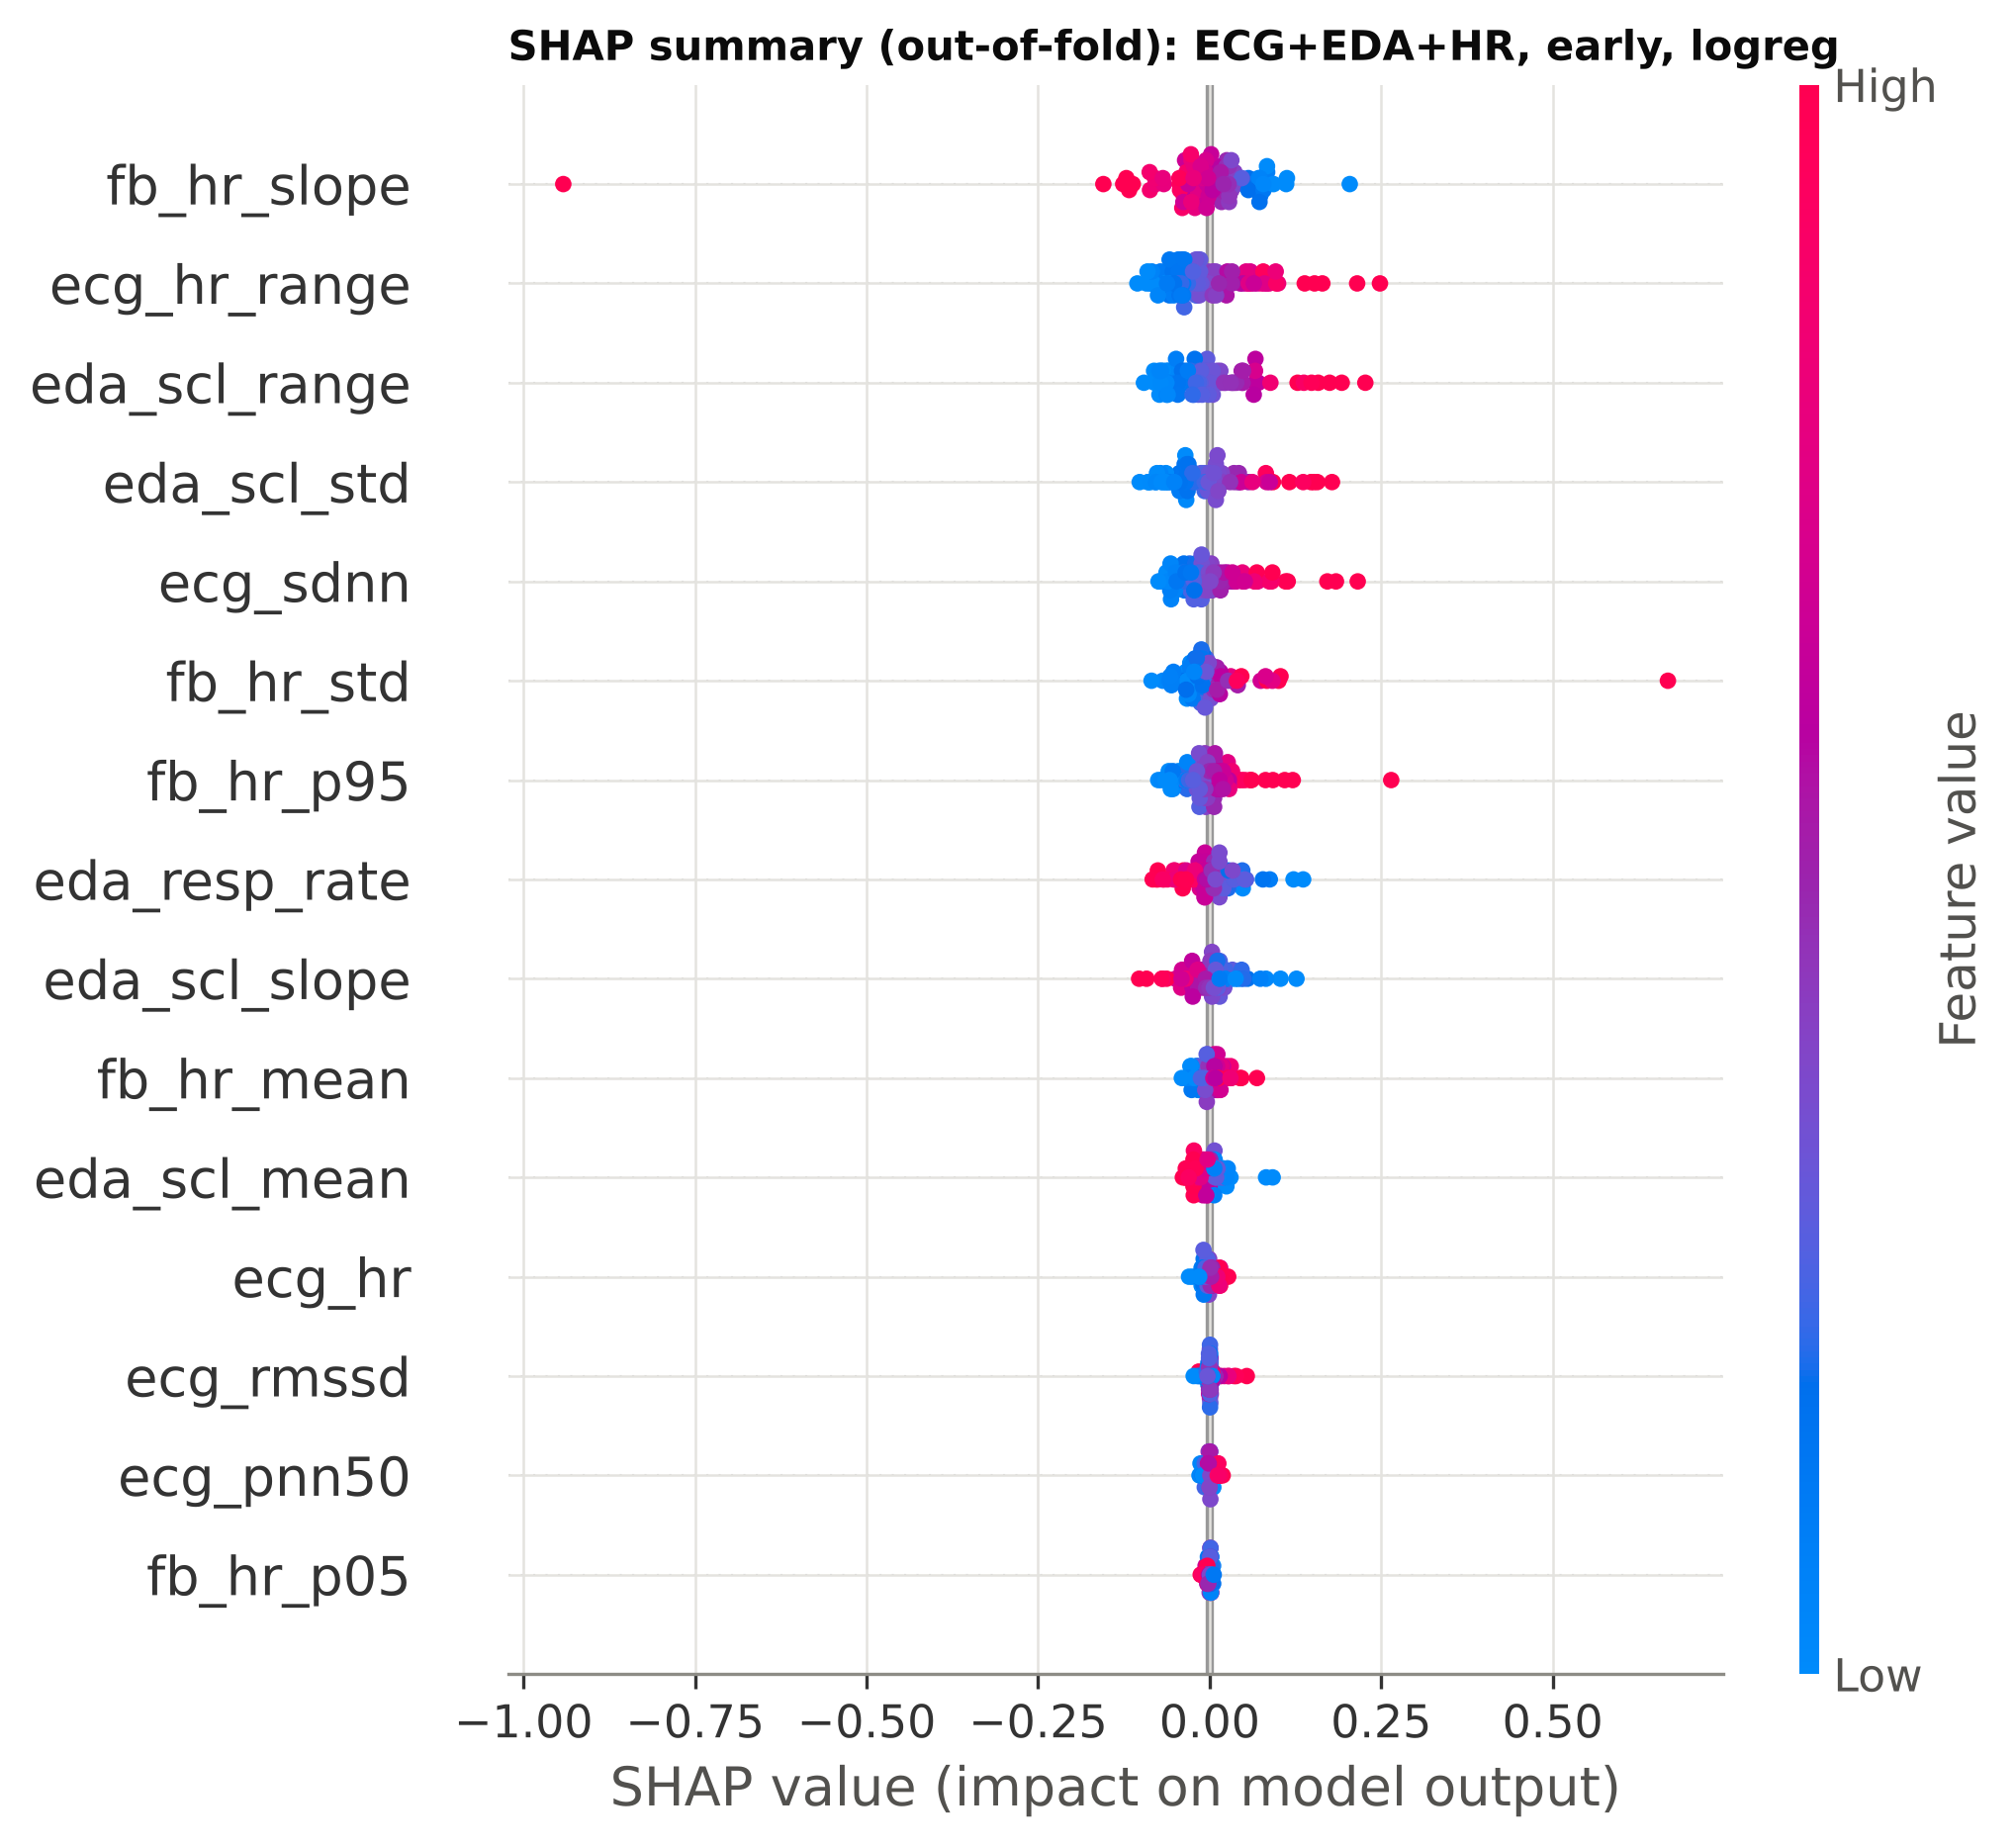 SHAP summary (out-of-fold): ECG+EDA+HR, early, logreg
High
fb_hr_slope
ecg_hr_range
eda_scl_range
eda_scl_std
ecg_sdnn
fb_hr_std
fb_hr_p95
eda_resp_rate
eda_scl_slope
fb_hr_mean
eda_scl_mean
ecg_hr
ecg_rmssd
ecg_pnn50
fb_hr_p05
Feature value
Low
−1.00 −0.75 −0.50 −0.25 0.00 0.25 0.50
SHAP value (impact on model output)